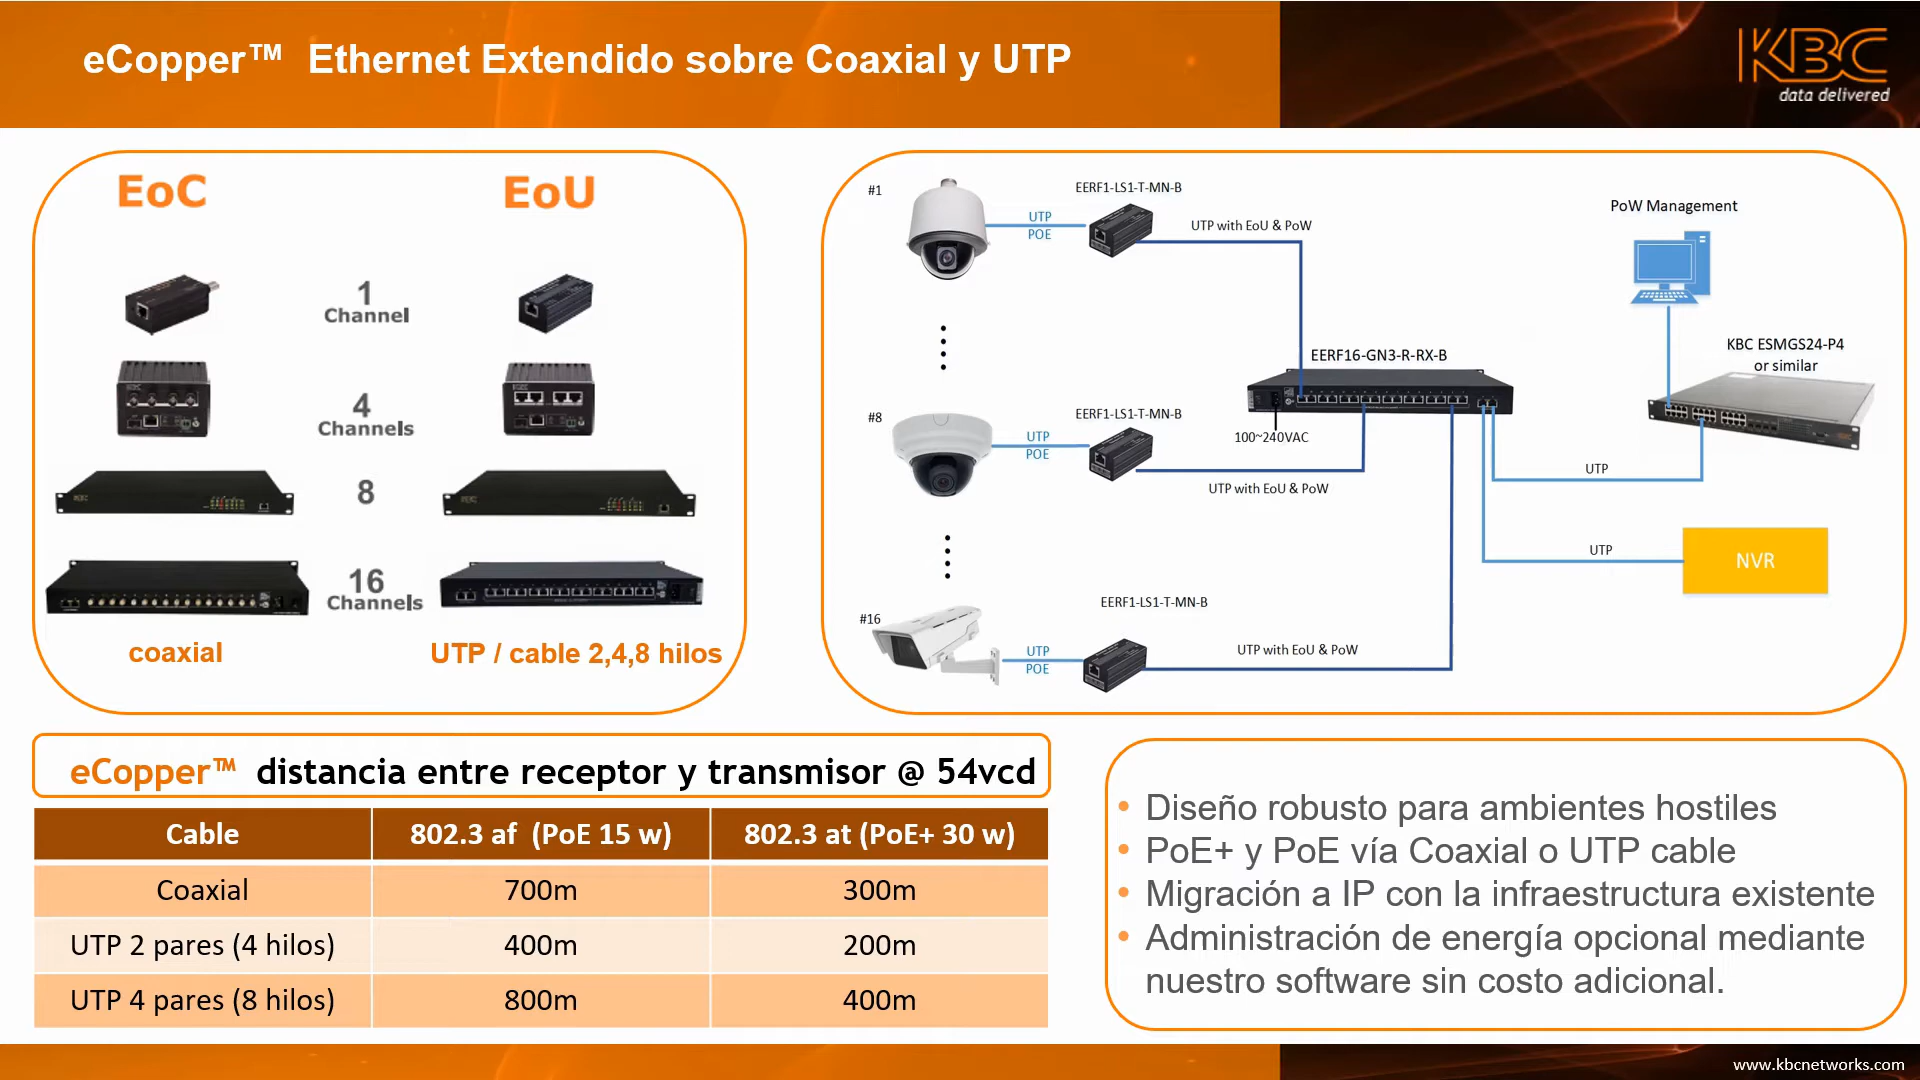 eCopper™ Ethernet Extendido sobre Coaxial y UTP
KBC
data delivered
EoC
EoU
1
Channel
4
Channels
8
16
Channels
coaxial
UTP / cable 2,4,8 hilos
#1
UTP
POE
EERF1-LS1-T-MN-B
UTP with EoU & PoW
#8
UTP
POE
EERF1-LS1-T-MN-B
UTP with EoU & PoW
#16
UTP
POE
EERF1-LS1-T-MN-B
UTP with EoU & PoW
EERF16-GN3-R-RX-B
100~240VAC
PoW Management
KBC ESMGS24-P4
or similar
UTP
UTP
NVR
eCopper™ distancia entre receptor y transmisor @ 54vcd
Cable 802.3 af (PoE 15 w) 802.3 at (PoE+ 30 w)
Coaxial 700m 300m
UTP 2 pares (4 hilos) 400m 200m
UTP 4 pares (8 hilos) 800m 400m
• Diseño robusto para ambientes hostiles
• PoE+ y PoE vía Coaxial o UTP cable
• Migración a IP con la infraestructura existente
• Administración de energía opcional mediante
nuestro software sin costo adicional.
www.kbcnetworks.com